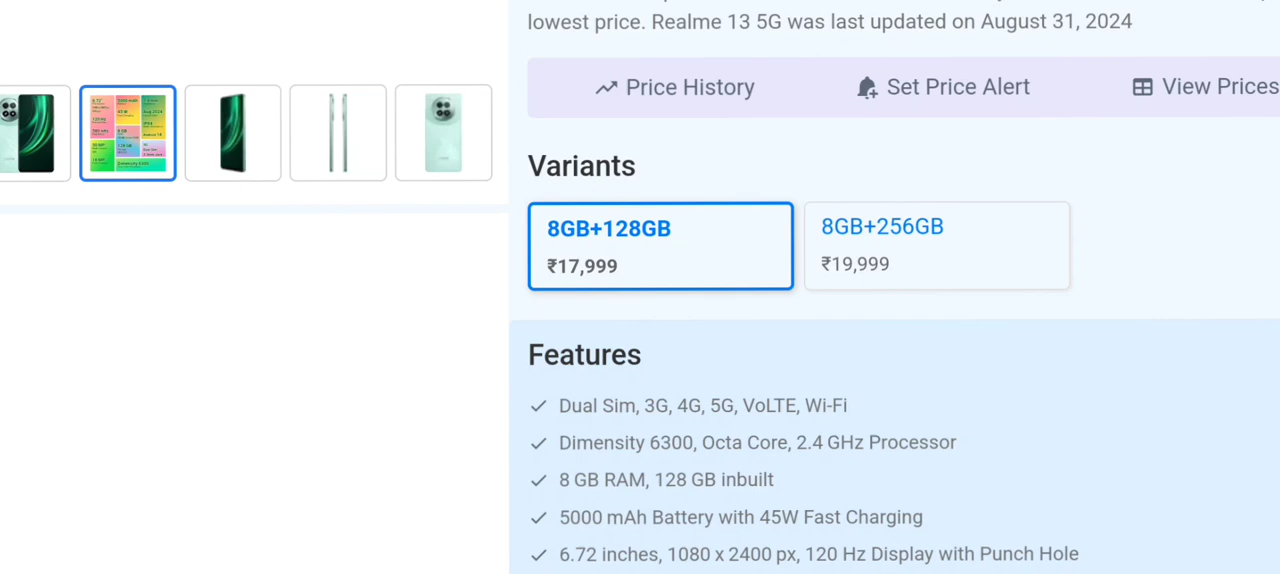 lowest price. Realme 13 5G was last updated on August 31, 2024
Price History
Set Price Alert
View Prices
Variants
8GB+128GB
₹17,999
8GB+256GB
₹19,999
Features
Dual Sim, 3G, 4G, 5G, VoLTE, Wi-Fi
Dimensity 6300, Octa Core, 2.4 GHz Processor
8 GB RAM, 128 GB inbuilt
5000 mAh Battery with 45W Fast Charging
6.72 inches, 1080 x 2400 px, 120 Hz Display with Punch Hole